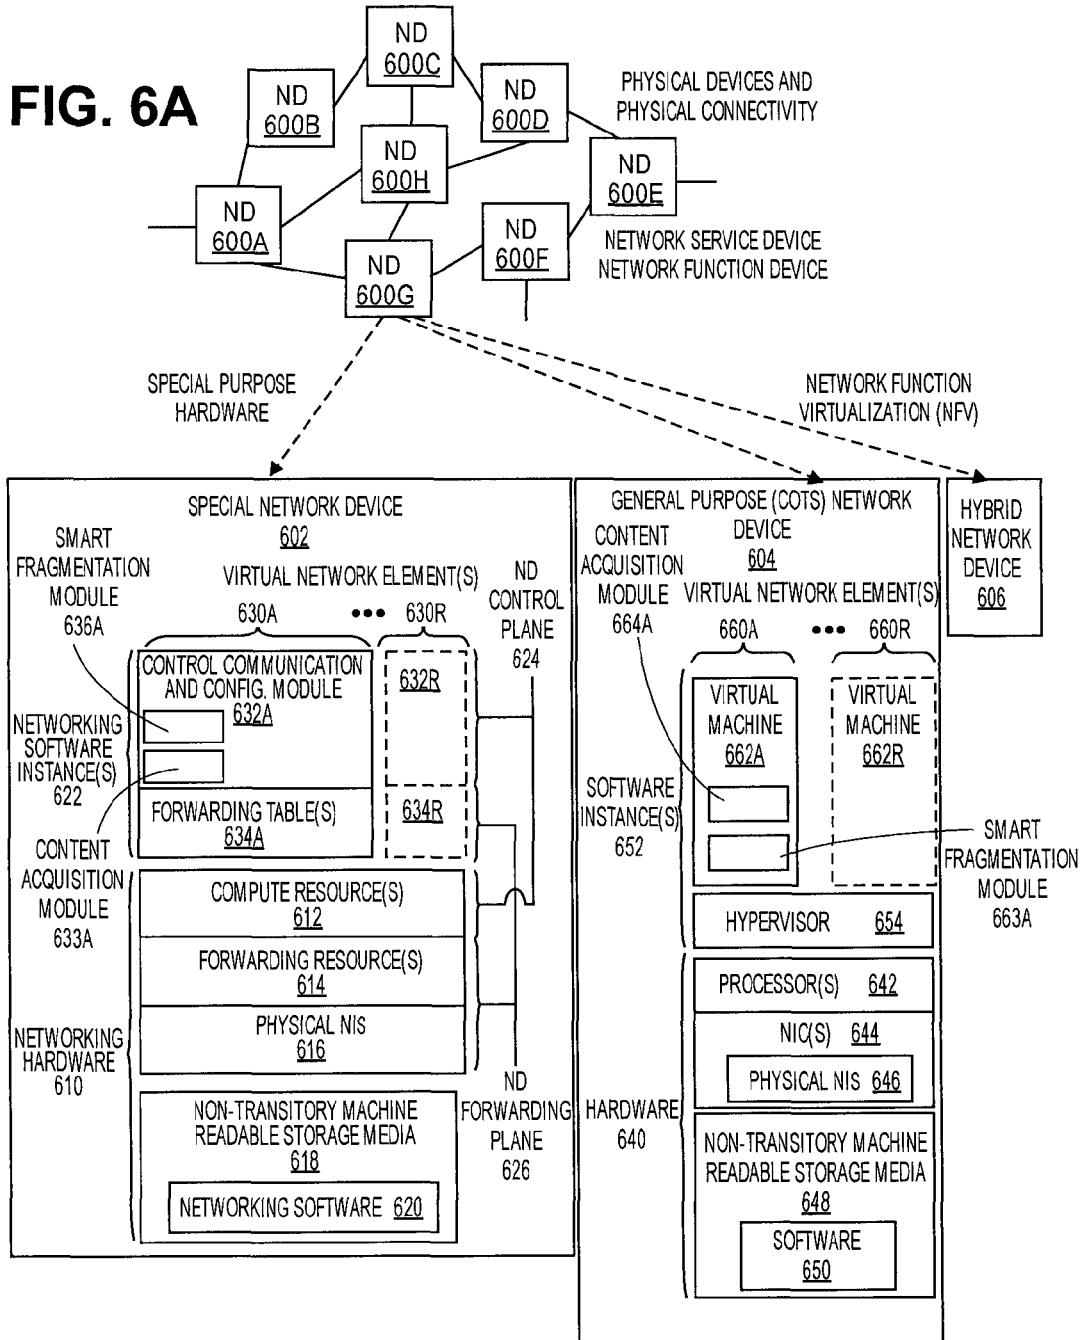 FIG. 6A
ND
600C
ND
600B
ND
600D
PHYSICAL DEVICES AND
PHYSICAL CONNECTIVITY
ND
600H
ND
600E
ND
600A
ND
600F
NETWORK SERVICE DEVICE
NETWORK FUNCTION DEVICE
ND
600G
SPECIAL PURPOSE
HARDWARE
NETWORK FUNCTION
VIRTUALIZATION (NFV)
SPECIAL NETWORK DEVICE
602
SMART
FRAGMENTATION
MODULE
636A
VIRTUAL NETWORK ELEMENT(S)
630A
••• 630R
ND
CONTROL
PLANE
624
CONTROL COMMUNICATION
AND CONFIG. MODULE
632A
632R
NETWORKING
SOFTWARE
INSTANCE(S)
622
FORWARDING TABLE(S)
634A
634R
CONTENT
ACQUISITION
MODULE
633A
COMPUTE RESOURCE(S)
612
FORWARDING RESOURCE(S)
614
PHYSICAL NIS
616
NETWORKING
HARDWARE
610
ND
FORWARDING
PLANE
626
NON-TRANSITORY MACHINE
READABLE STORAGE MEDIA
618
NETWORKING SOFTWARE 620
GENERAL PURPOSE (COTS) NETWORK
DEVICE
604
CONTENT
ACQUISITION
MODULE
664A
VIRTUAL NETWORK ELEMENT(S)
660A
••• 660R
VIRTUAL
MACHINE
662A
VIRTUAL
MACHINE
662R
SOFTWARE
INSTANCE(S)
652
SMART
FRAGMENTATION
MODULE
663A
HYPERVISOR 654
PROCESSOR(S) 642
NIC(S) 644
PHYSICAL NIS 646
HARDWARE
640
NON-TRANSITORY MACHINE
READABLE STORAGE MEDIA
648
SOFTWARE
650
HYBRID
NETWORK
DEVICE
606